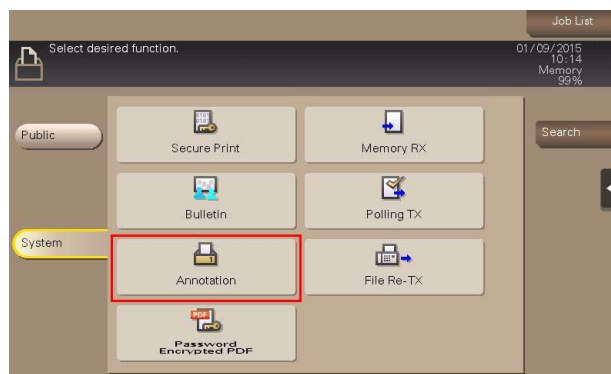 Job List
Select desired function.
01/09/2015
10:14
Memory
99%
Public
Secure Print
Memory RX
Search
Bulletin
Polling TX
System
Annotation
File Re-TX
PDF
Password
Encrypted PDF